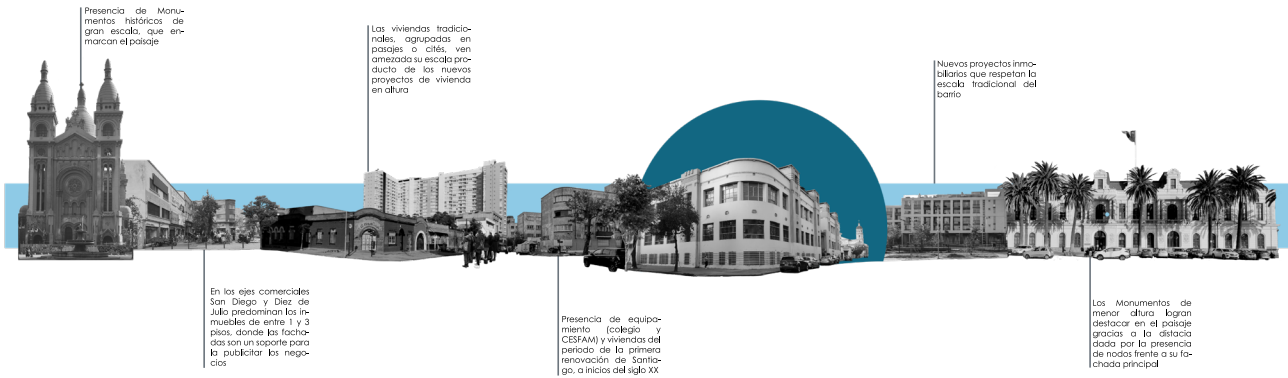 Presencia de Monu-
mentos históricos de
gran escala, que en-
marcan el paisaje
Las viviendas tradicio-
nales, agrupadas en
pasajes o cités, ven
amezada su escala pro-
ducto de los nuevos
proyectos de vivienda
en altura
Nuevos proyectos inmo-
biliarios que respetan la
escala tradicional del
barrio
En los ejes comerciales
San Diego y Diez de
Julio predominan los in-
muebles de entre 1 y 3
pisos, donde las facha-
das son un soporte para
la publicitar los nego-
cios
Presencia de equipa-
miento (colegio y
CESFAM) y viviendas del
periodo de la primera
renovación de Santia-
go, a inicios del siglo XX
Los Monumentos de
menor altura logran
destacar en el paisaje
gracias a la distacia
dada por la presencia
de nodos frente a su fa-
chada principal